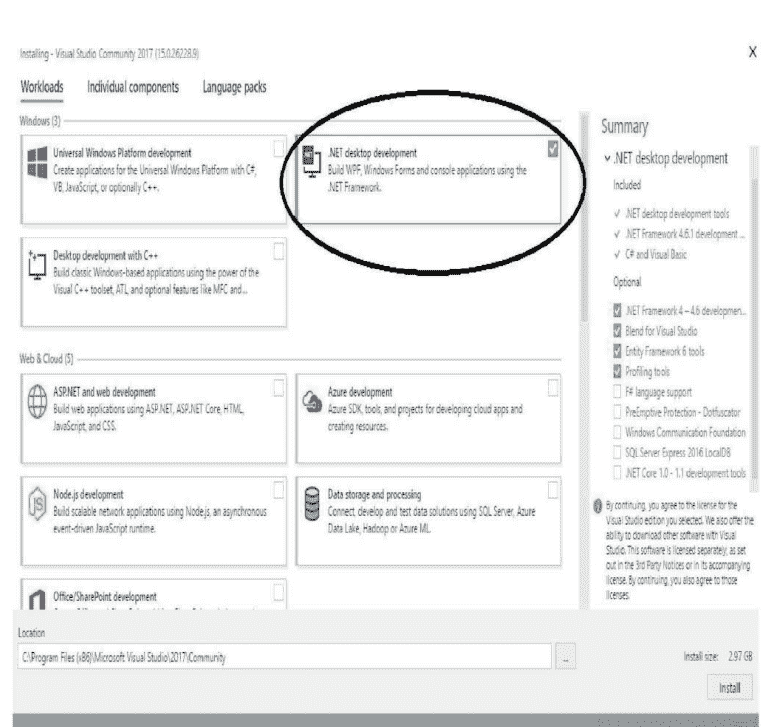 Installing - Visual Studio Community 2017 (15.0.26228.9)
X
Workloads
Individual components
Language packs
Windows (3)
Universal Windows Platform development
Create applications for the Universal Windows Platform with C#,
VB, JavaScript, or optionally C++.
.NET desktop development
Build WPF, Windows Forms and console applications using the
.NET Framework.
Desktop development with C++
Build classic Windows-based applications using the power of the
Visual C++ toolset, ATL and optional features like MFC and...
Web & Cloud (5)
ASP.NET and web development
Build web applications using ASP.NET, ASP.NET Core, HTML,
JavaScript, and CSS.
Azure development
Azure SDK, tools, and projects for developing cloud apps and
creating resources.
Node.js development
Build scalable network applications using Node.js, an asynchronous
event-driven JavaScript runtime.
Data storage and processing
Connect, develop and test data solutions using SQL Server, Azure
Data Lake, Hadoop or Azure ML.
Office/SharePoint development
Summary
.NET desktop development
Included
.NET desktop development tools
.NET Framework 4.6.1 development ...
C# and Visual Basic
Optional
.NET Framework 4 – 4.6 developmen...
Blend for Visual Studio
Entity Framework 6 tools
Profiling tools
F# language support
PreEmptive Protection - Dotfuscator
Windows Communication Foundation
SQL Server Express 2016 LocalDB
.NET Core 1.0 - 1.1 development tools
By continuing, you agree to the license for the
Visual Studio edition you selected. We also offer the
ability to download other software with Visual
Studio. This software is licensed separately, as set
out in the 3rd Party Notices or in its accompanying
license. By continuing, you also agree to those
licenses.
Location
C:\Program Files (x86)\Microsoft Visual Studio\2017\Community
...
Install size: 2.97 GB
Install